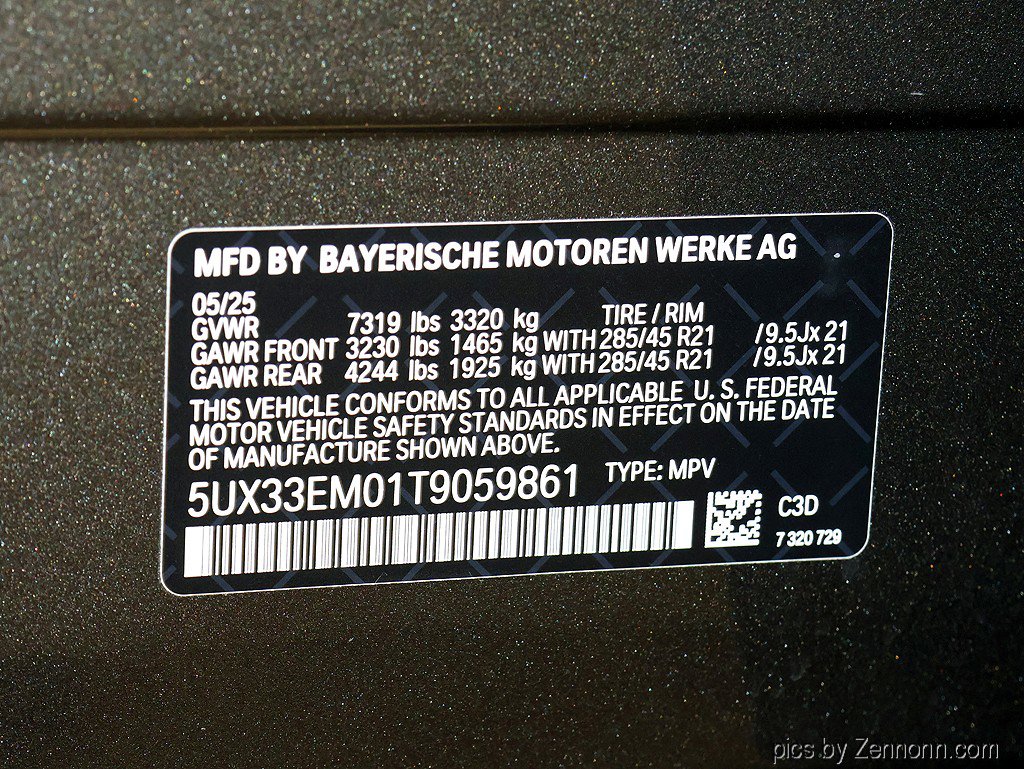 MFD BY BAYERISCHE MOTOREN WERKE AG
05/25
GVWR 7319 lbs 3320 kg TIRE / RIM
GAWR FRONT 3230 lbs 1465 kg WITH 285/45 R21 /9.5Jx 21
GAWR REAR 4244 lbs 1925 kg WITH 285/45 R21 /9.5Jx 21
THIS VEHICLE CONFORMS TO ALL APPLICABLE U. S. FEDERAL
MOTOR VEHICLE SAFETY STANDARDS IN EFFECT ON THE DATE
OF MANUFACTURE SHOWN ABOVE.
5UX33EM01T9059861 TYPE: MPV
C3D
7 320 729
pics by Zennonn.com